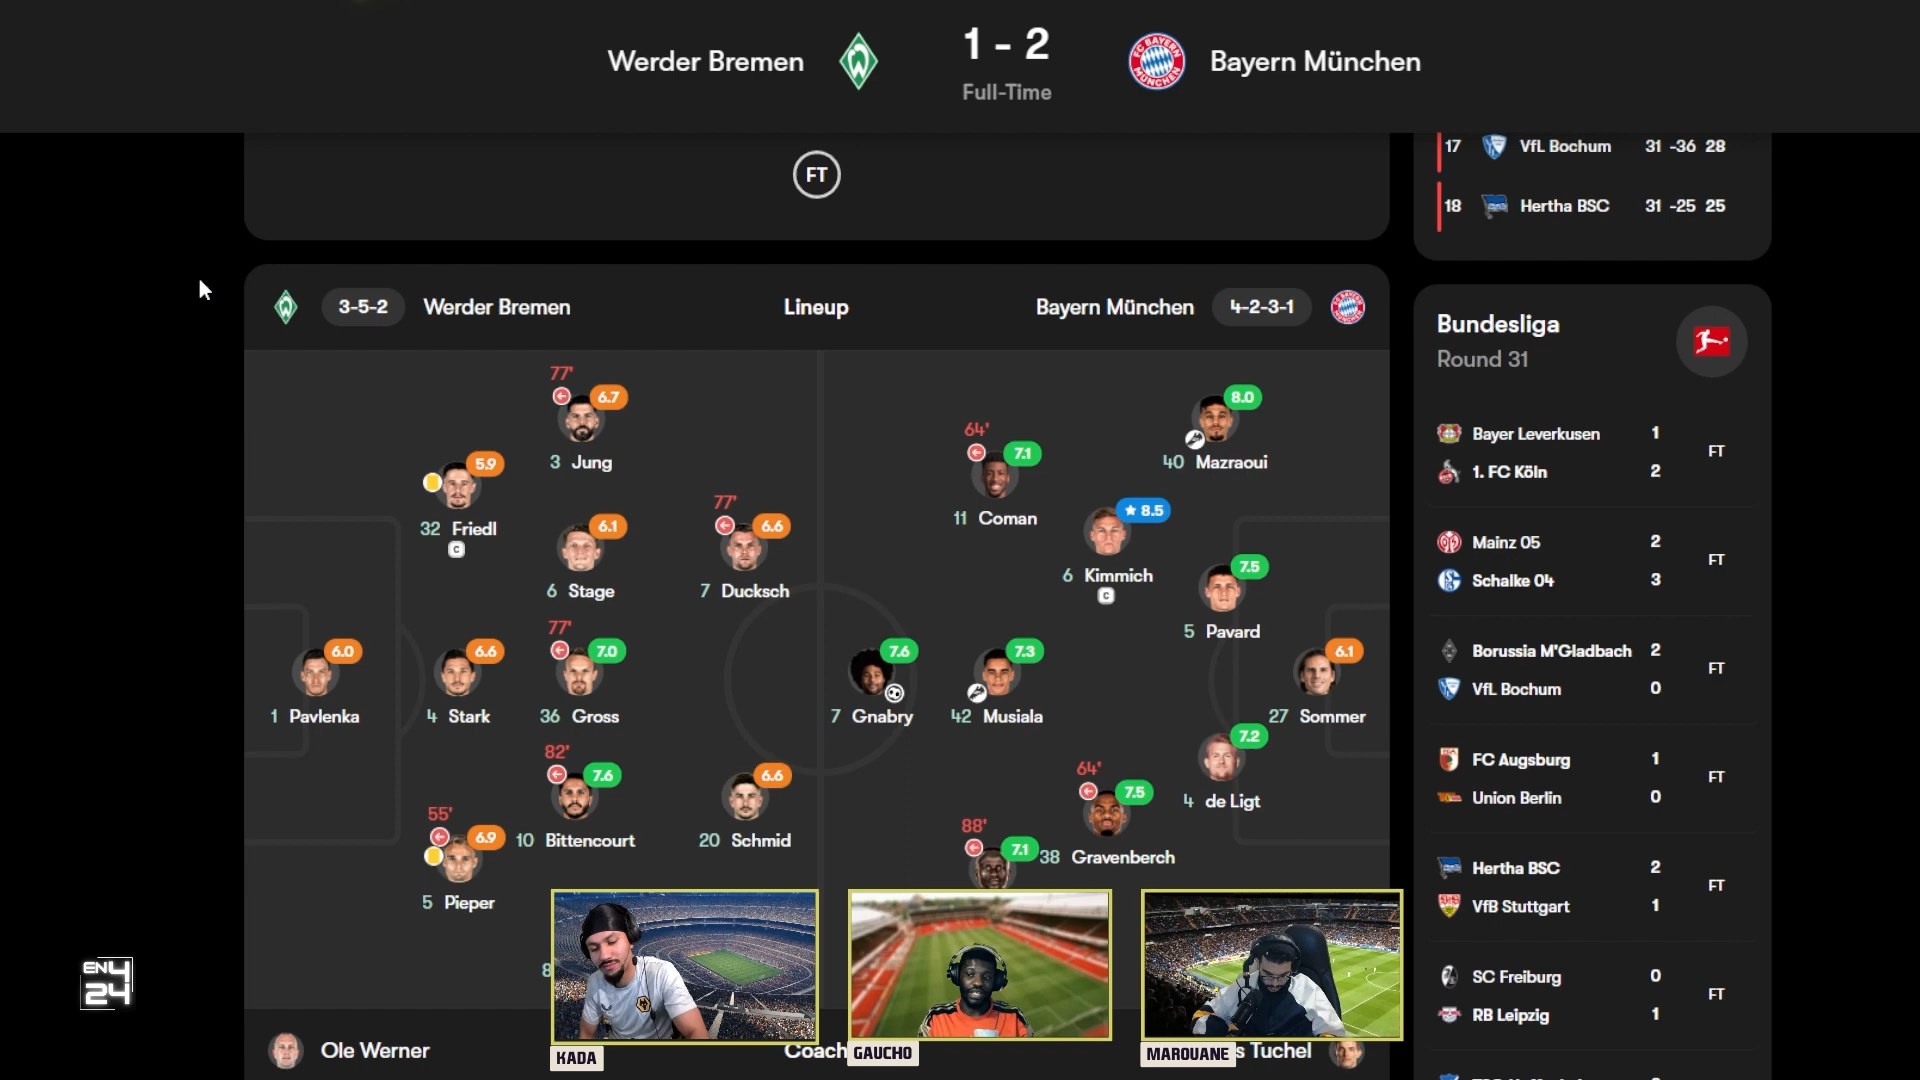 Werder Bremen
1 - 2
Full-Time
Bayern München
FT
17 VfL Bochum 31 -36 28
18 Hertha BSC 31 -25 25
3-5-2 Werder Bremen
Lineup
Bayern München 4-2-3-1
77'
6.7
3 Jung
5.9
32 Friedl
C
6.1
6 Stage
77'
6.6
7 Ducksch
6.0
1 Pavlenka
6.6
4 Stark
77'
7.0
36 Gross
82'
7.6
10 Bittencourt
6.6
20 Schmid
55'
6.9
5 Pieper
8
64'
7.1
11 Coman
8.0
40 Mazraoui
8.5
6 Kimmich
C
7.5
5 Pavard
7.6
7 Gnabry
7.3
42 Musiala
6.1
27 Sommer
7.2
4 de Ligt
64'
7.5
38 Gravenberch
88'
7.1
Ole Werner
Coach
s Tuchel
Bundesliga
Round 31
Bayer Leverkusen 1
1. FC Köln 2
FT
Mainz 05 2
Schalke 04 3
FT
Borussia M'Gladbach 2
VfL Bochum 0
FT
FC Augsburg 1
Union Berlin 0
FT
Hertha BSC 2
VfB Stuttgart 1
FT
SC Freiburg 0
RB Leipzig 1
FT
EN 4
24
KADA
GAUCHO
MAROUANE